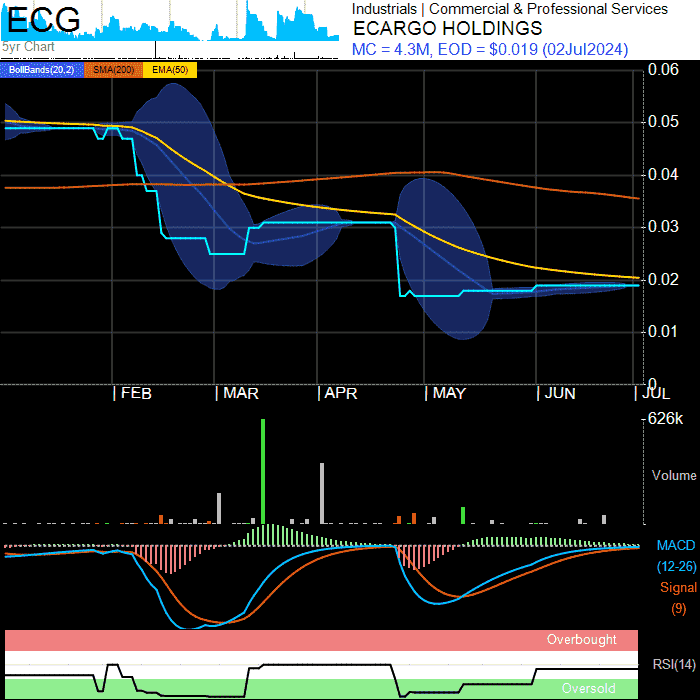 ECG
5yr Chart
Industrials | Commercial & Professional Services
ECARGO HOLDINGS
MC = 4.3M, EOD = $0.019 (02Jul2024)
BollBands(20,2) SMA(200) EMA(50)
0.06
0.05
0.04
0.03
0.02
0.01
0
FEB MAR APR MAY JUN JUL
626k
Volume
MACD
(12-26)
Signal
(9)
Overbought
RSI(14)
Oversold